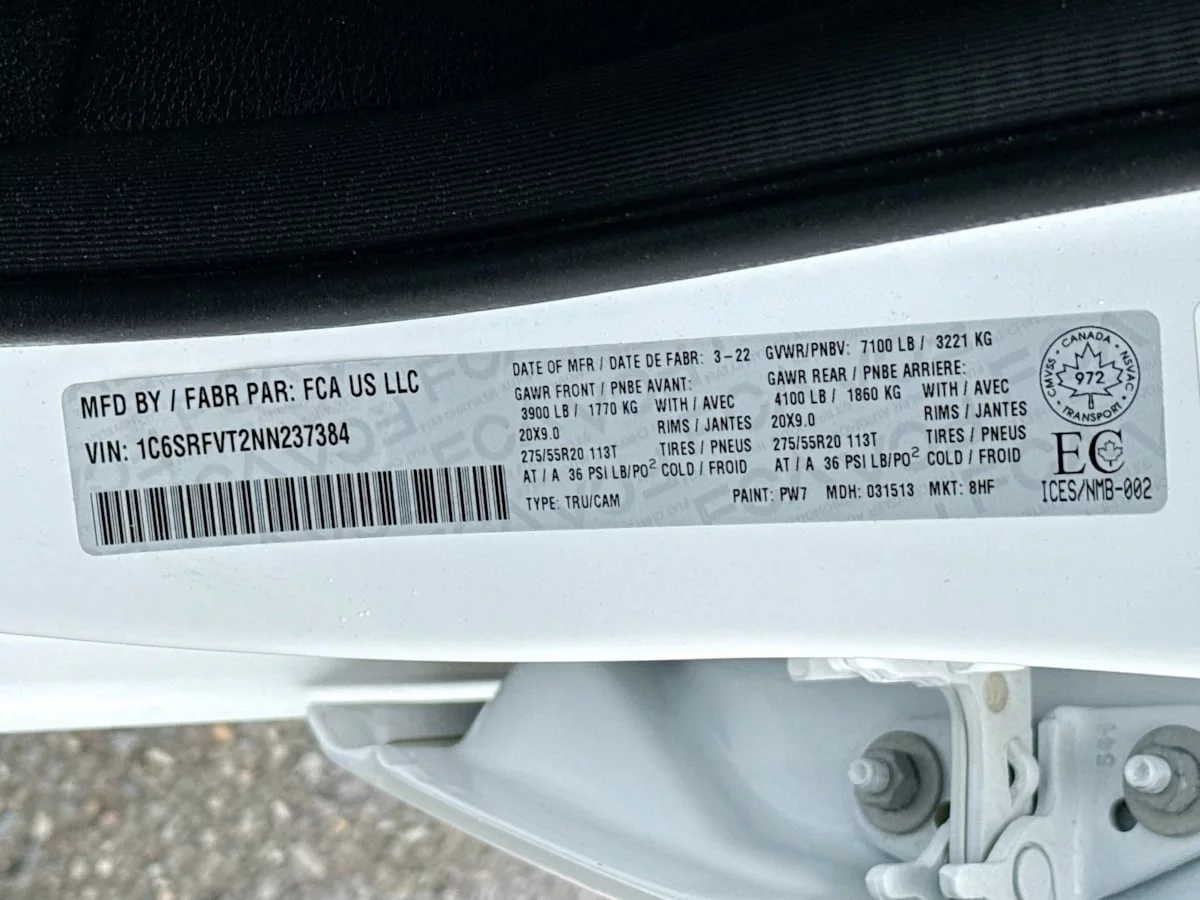 MFD BY / FABR PAR: FCA US LLC
VIN: 1C6SRFVT2NN237384
DATE OF MFR / DATE DE FABR: 3-22 GVWR/PNBV: 7100 LB / 3221 KG
GAWR FRONT / PNBE AVANT: GAWR REAR / PNBE ARRIERE:
3900 LB / 1770 KG WITH / AVEC 4100 LB / 1860 KG WITH / AVEC
20X9.0 RIMS / JANTES 20X9.0 RIMS / JANTES
275/55R20 113T TIRES / PNEUS 275/55R20 113T TIRES / PNEUS
AT / A 36 PSI LB/PO² COLD / FROID AT / A 36 PSI LB/PO² COLD / FROID
TYPE: TRU/CAM PAINT: PW7 MDH: 031513 MKT: 8HF
CANADA
CMVSS 972 NSVAC
TRANSPORT
EC
ICES/NMB-002